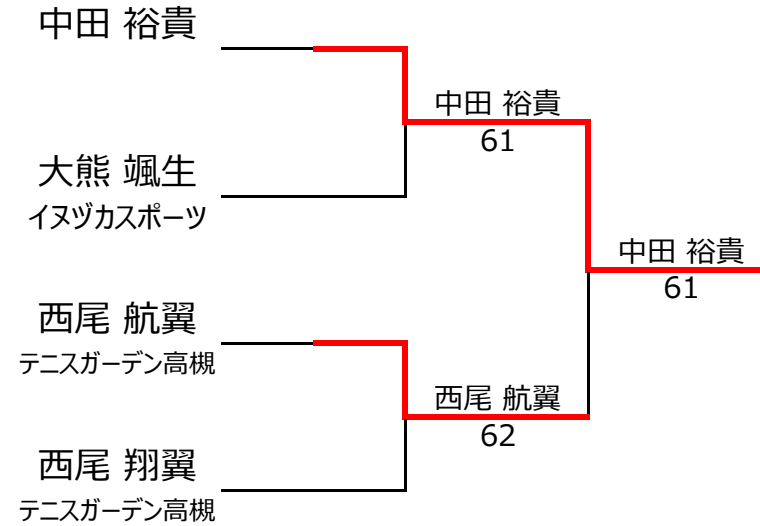 中田 裕貴
中田 裕貴
61
大熊 颯生
イヌヅカスポーツ
中田 裕貴
61
西尾 航翼
テニスガーデン高槻
西尾 航翼
62
西尾 翔翼
テニスガーデン高槻